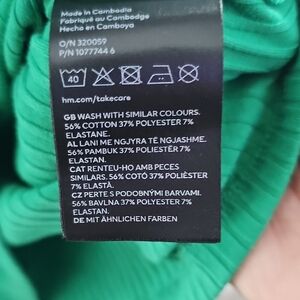 Made in Cambodia
Fabriqué au Cambodge
Hecho en Camboya
O/N 320059
P/N 1077744 6
40
hm.com/takecare
GB WASH WITH SIMILAR COLOURS.
56% COTTON 37% POLYESTER 7%
ELASTANE.
AL LANI ME NGJYRA TË NGJASHME.
56% PAMBUK 37% POLIESTER 7%
ELASTAN.
CAT RENTEU-HO AMB PECES
SIMILARS. 56% COTÓ 37% POLIÈSTER
7% ELASTÀ.
CZ PERTE S PODOBNÝMI BARVAMI.
56% BAVLNA 37% POLYESTER 7%
ELASTAN.
DE MIT ÄHNLICHEN FARBEN